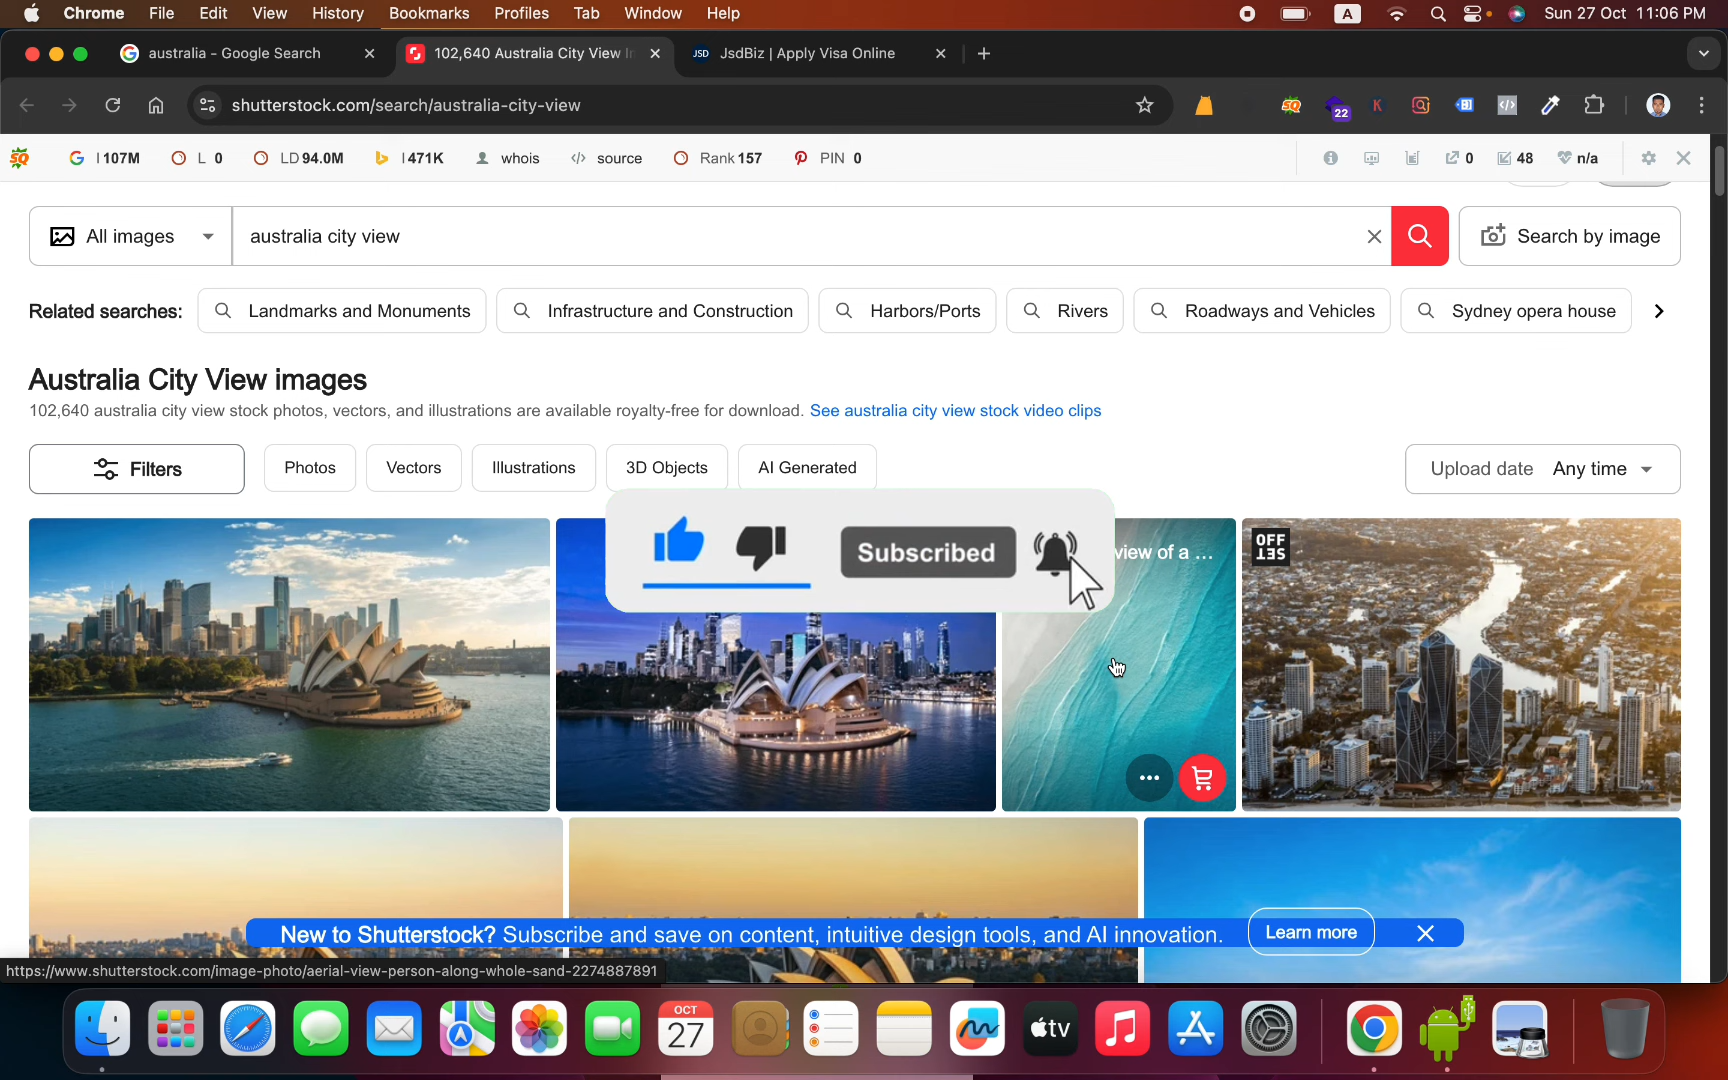 Chrome File Edit View History Bookmarks Profiles Tab Window Help A Sun 27 Oct 11:06 PM
australia - Google Search 102,640 Australia City View JSD JsdBiz | Apply Visa Online
shutterstock.com/search/australia-city-view 22 K
SQ I 107M L 0 LD 94.0M I 471K whois source Rank 157 PIN 0 0 48 n/a
All images australia city view Search by image
Related searches: Landmarks and Monuments Infrastructure and Construction Harbors/Ports Rivers Roadways and Vehicles Sydney opera house
Australia City View images
102,640 australia city view stock photos, vectors, and illustrations are available royalty-free for download. See australia city view stock video clips
Filters Photos Vectors Illustrations 3D Objects AI Generated Upload date Any time
Subscribed view of a ...
OFF
SET
New to Shutterstock? Subscribe and save on content, intuitive design tools, and AI innovation. Learn more
https://www.shutterstock.com/image-photo/aerial-view-person-along-whole-sand-2274887891
OCT
27
tv